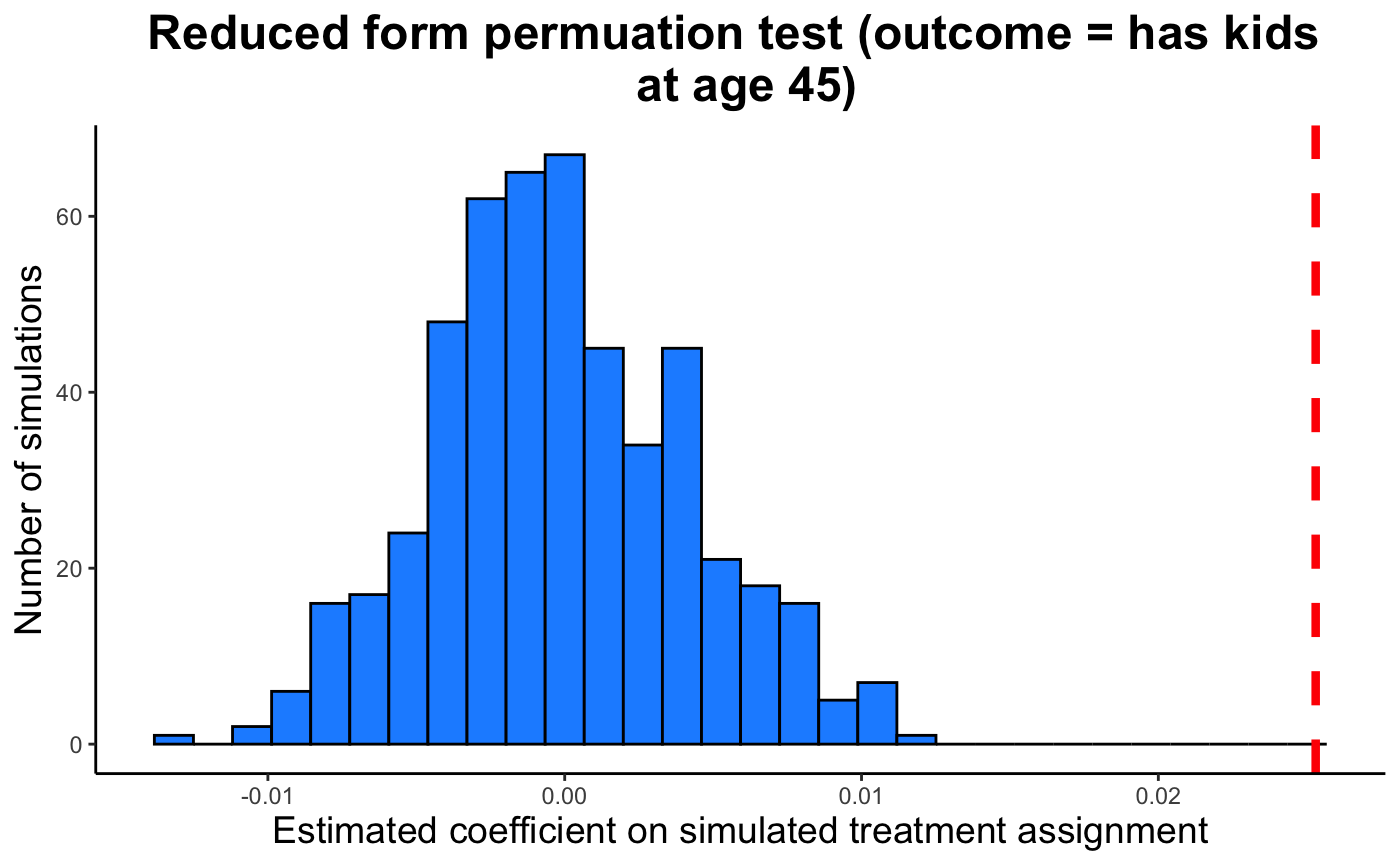 Reduced form permuation test (outcome = has kids
at age 45)
Number of simulations
60
40
20
0
-0.01
0.00
0.01
0.02
Estimated coefficient on simulated treatment assignment